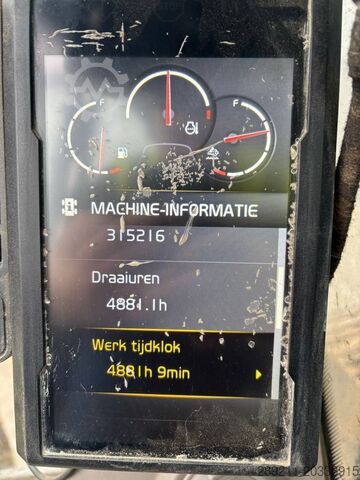 F
F
MACHINE-INFORMATIE
315216
Draaiuren
4881.1h
Werk tijdklok
4881h 9min